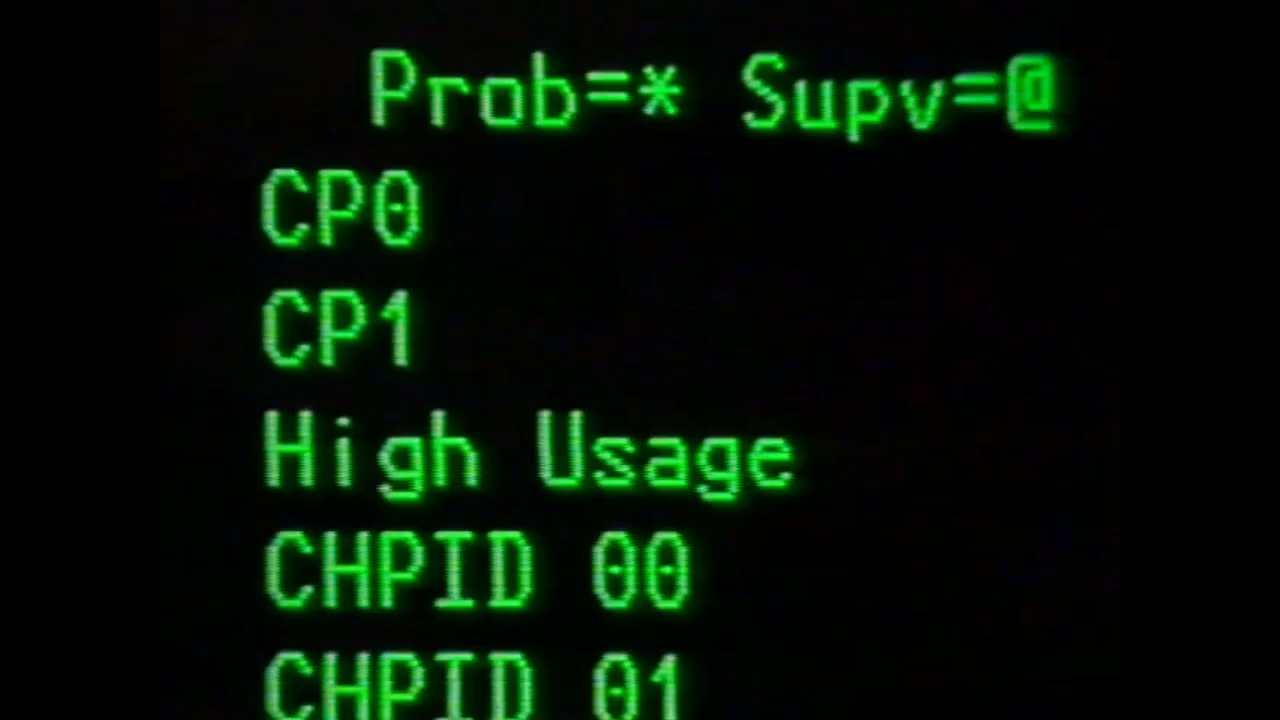 Prob=* Supv=@
CP0
CP1
High Usage
CHPID 00
CHPID 01